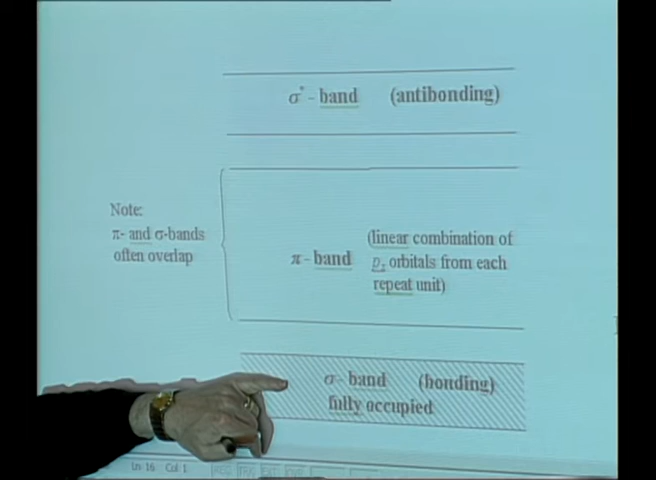 σ* - band (antibonding)
Note:
π- and σ-bands
often overlap
π - band
(linear combination of
pz orbitals from each
repeat unit)
σ- band (bonding)
fully occupied
Ln 16 Col 1